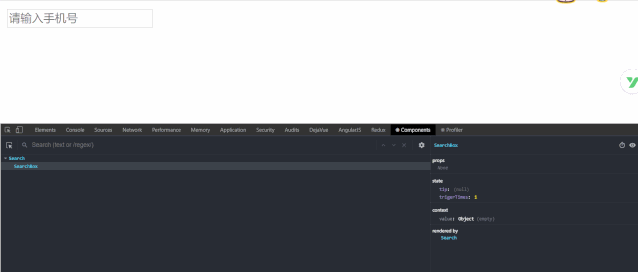 请输入手机号
Elements Console Sources Network Performance Memory Application Security Audits DejaVue AngularJS Redux Components Profiler
Search (text or /regex/)
Search
SearchBox
SearchBox
props
None
state
tip: (null)
context
value: Object (empty)
rendered by
Search